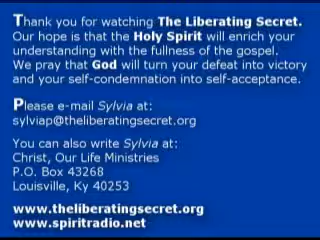 Thank you for watching The Liberating Secret.
Our hope is that the Holy Spirit will enrich your
understanding with the fullness of the gospel.
We pray that God will turn your defeat into victory
and your self-condemnation into self-acceptance.
Please e-mail Sylvia at:
sylviap@theliberatingsecret.org
You can also write Sylvia at:
Christ, Our Life Ministries
P.O. Box 43268
Louisville, Ky 40253
www.theliberatingsecret.org
www.spiritradio.net